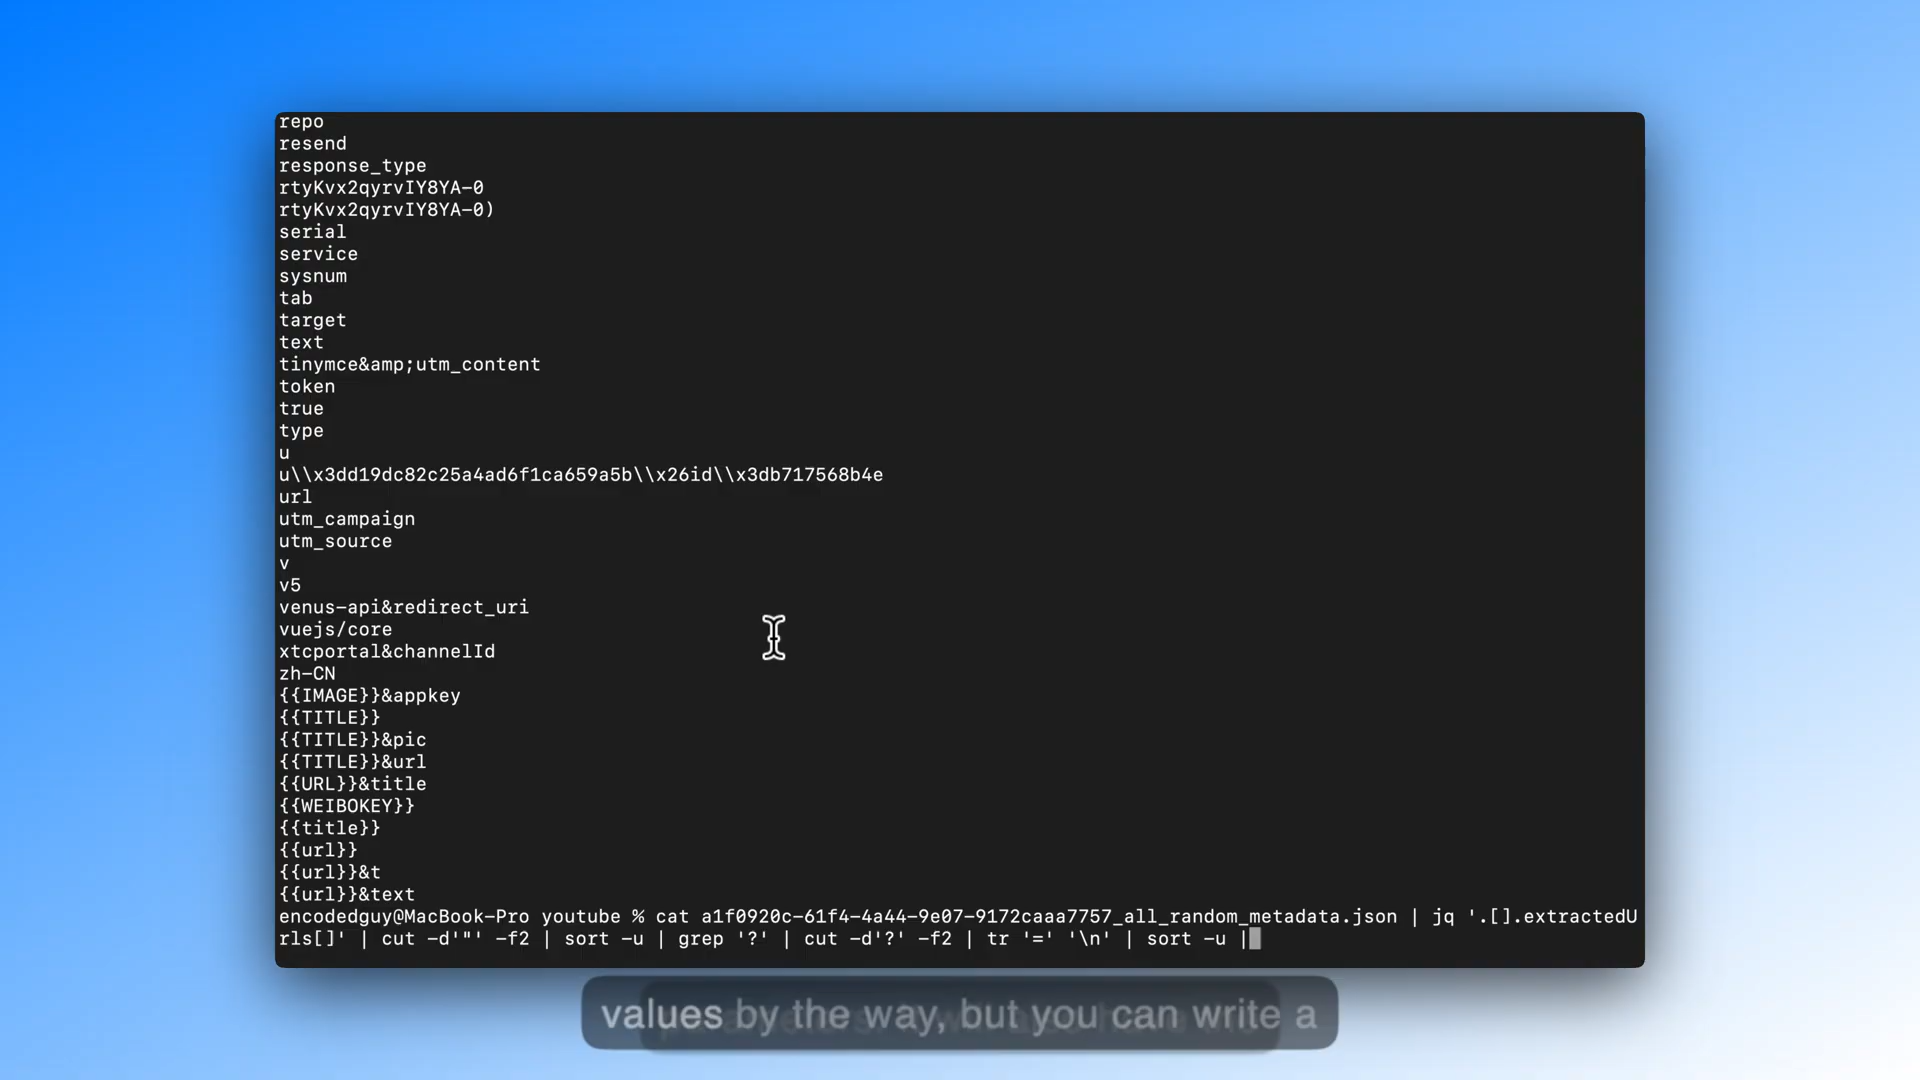 repo
resend
response_type
rtyKvx2qyrvIY8YA-0
rtyKvx2qyrvIY8YA-0)
serial
service
sysnum
tab
target
text
tinymce&amp;utm_content
token
true
type
u
u\\x3dd19dc82c25a4ad6f1ca659a5b\\x26id\\x3db717568b4e
url
utm_campaign
utm_source
v
v5
venus-api&redirect_uri
vuejs/core
xtcportal&channelId
zh-CN
{{IMAGE}}&appkey
{{TITLE}}
{{TITLE}}&pic
{{TITLE}}&url
{{URL}}&title
{{WEIBOKEY}}
{{title}}
{{url}}
{{url}}&t
{{url}}&text
encodedguy@MacBook-Pro youtube % cat a1f0920c-61f4-4a44-9e07-9172caaa7757_all_random_metadata.json | jq '.[].extractedU
rls[]' | cut -d'"' -f2 | sort -u | grep '?' | cut -d'?' -f2 | tr '=' '\n' | sort -u |
values by the way, but you can write a